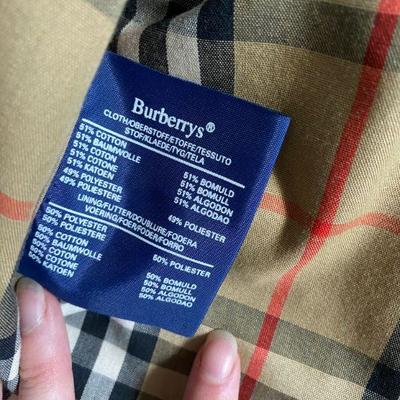 Burberrys®
CLOTH/OBERSTOFF/ETOFFE/TESSUTO
STOF/KLAEDE/TYG/TELA
51% COTTON
51% BAUMWOLLE
51% COTON
51% COTONE
51% KATOEN
49% POLYESTER
49% POLIESTERE
51% BOMULD
51% BOMULL
51% ALGODON
51% ALGODAO
49% POLIESTER
LINING/FUTTER/DOUBLURE/FODERA
VOERING/FOER/FODER/FORRO
50% POLYESTER
50% POLIESTERE
50% COTTON
50% BAUMWOLLE
50% COTON
50% COTONE
50% KATOEN
50% POLIESTER
50% BOMULD
50% BOMULL
50% ALGODON
50% ALGODAO